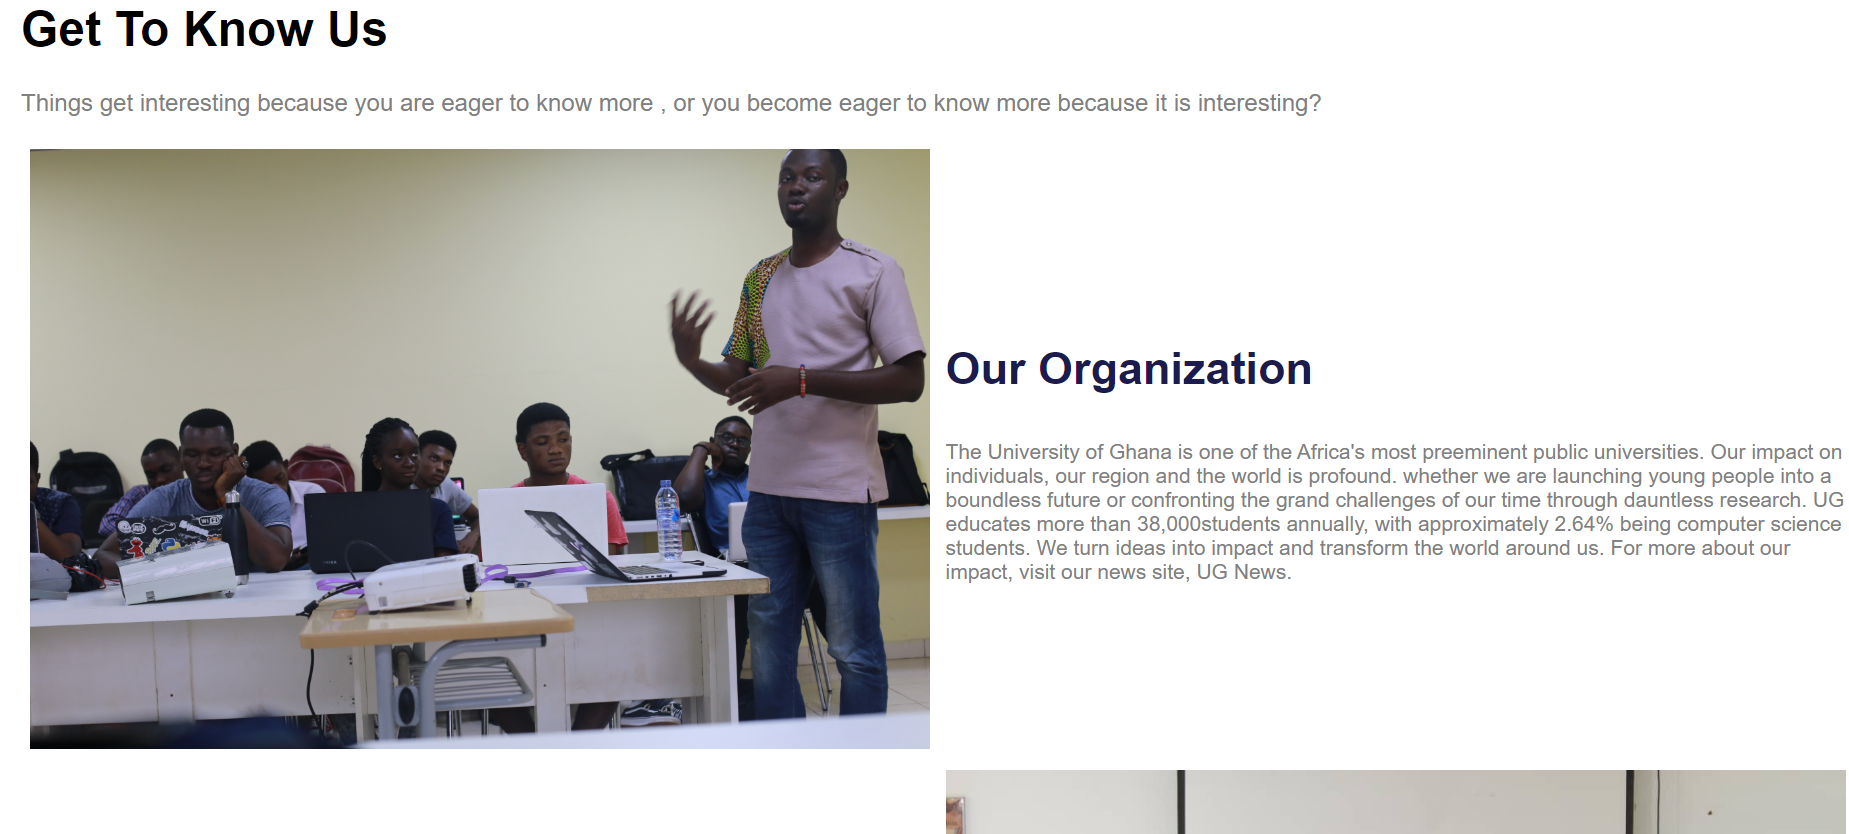 Get To Know Us
Things get interesting because you are eager to know more , or you become eager to know more because it is interesting?
Our Organization
The University of Ghana is one of the Africa's most preeminent public universities. Our impact on
individuals, our region and the world is profound. whether we are launching young people into a
boundless future or confronting the grand challenges of our time through dauntless research. UG
educates more than 38,000students annually, with approximately 2.64% being computer science
students. We turn ideas into impact and transform the world around us. For more about our
impact, visit our news site, UG News.